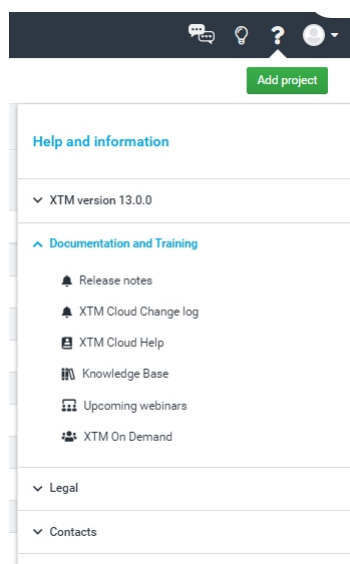 Add project
Help and information
XTM version 13.0.0
Documentation and Training
Release notes
XTM Cloud Change log
XTM Cloud Help
Knowledge Base
Upcoming webinars
XTM On Demand
Legal
Contacts